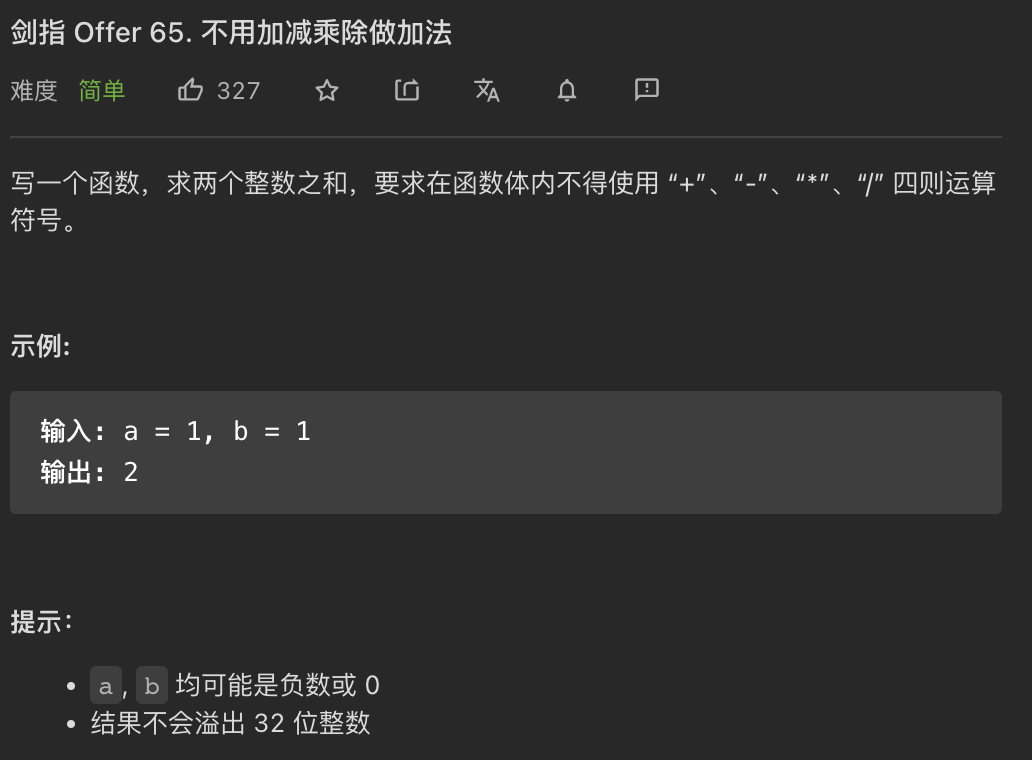 剑指 Offer 65. 不用加减乘除做加法
难度 简单 327
写一个函数，求两个整数之和，要求在函数体内不得使用 “+”、“-”、“*”、“/” 四则运算
符号。
示例:
输入: a = 1, b = 1
输出: 2
提示：
• a, b 均可能是负数或 0
• 结果不会溢出 32 位整数